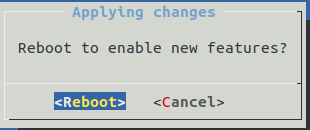 Applying changes
Reboot to enable new features?
<Reboot> <Cancel>